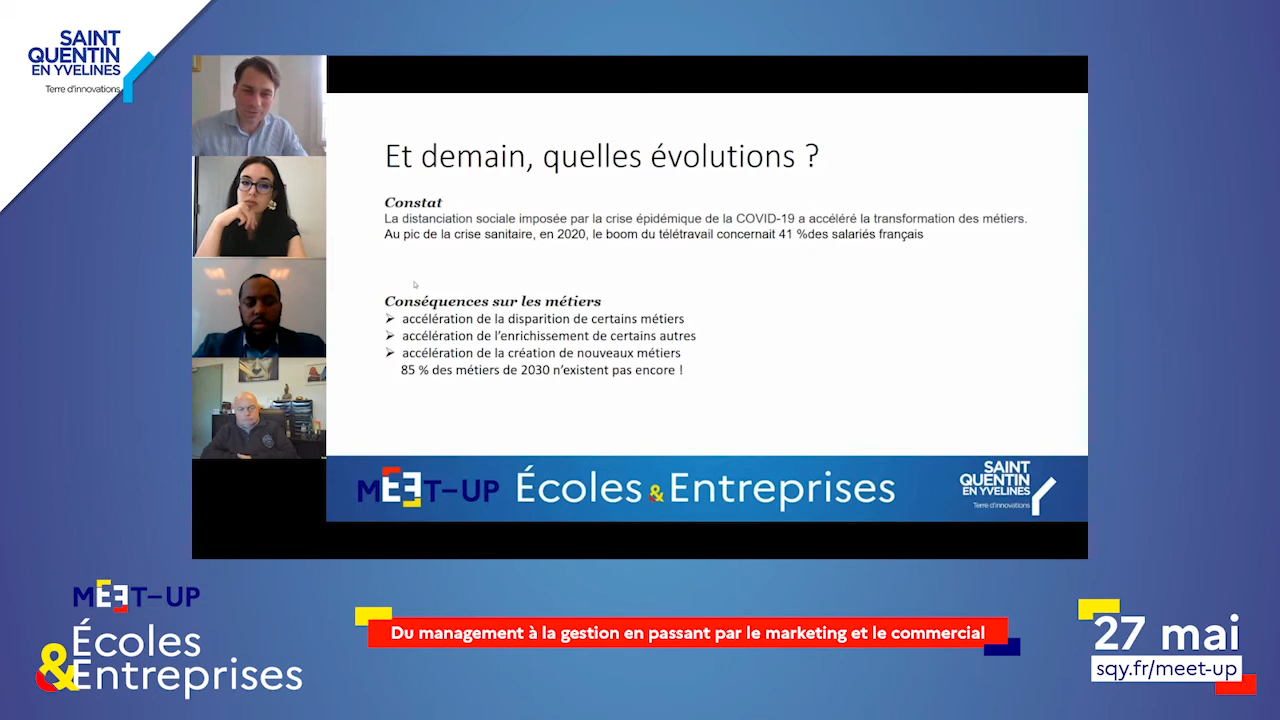 SAINT
QUENTIN
EN YVELINES
Terre d'innovations
Et demain, quelles évolutions ?
Constat
La distanciation sociale imposée par la crise épidémique de la COVID-19 a accéléré la transformation des métiers.
Au pic de la crise sanitaire, en 2020, le boom du télétravail concernait 41 %des salariés français
Conséquences sur les métiers
➢ accélération de la disparition de certains métiers
➢ accélération de l'enrichissement de certains autres
➢ accélération de la création de nouveaux métiers
85 % des métiers de 2030 n'existent pas encore !
MEET-UP Écoles & Entreprises
SAINT
QUENTIN
EN YVELINES
Terre d'innovations
MEET-UP
Écoles
&Entreprises
Du management à la gestion en passant par le marketing et le commercial
27 mai
sqy.fr/meet-up